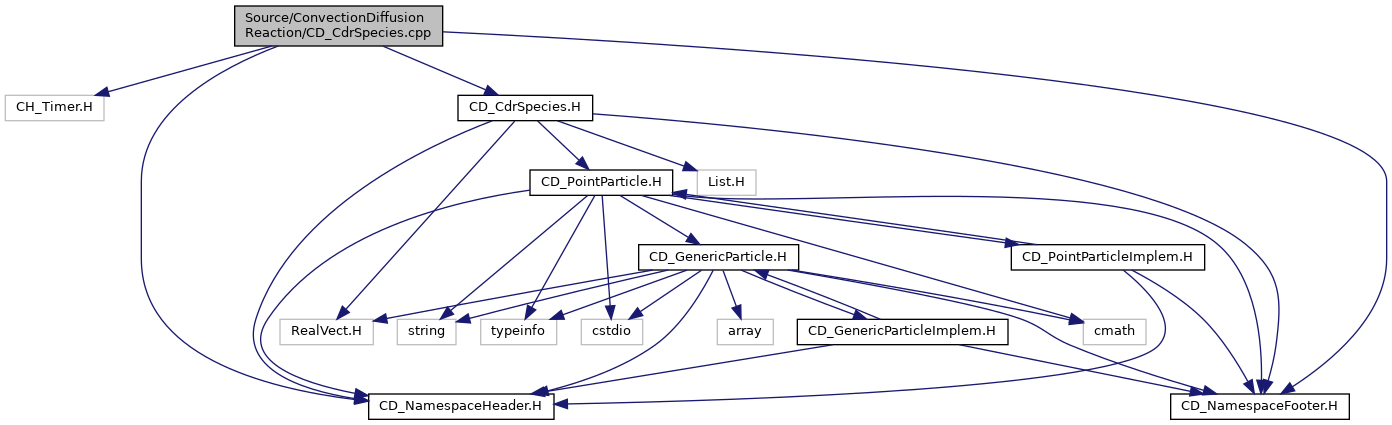 Source/ConvectionDiffusion
Reaction/CD_CdrSpecies.cpp
CH_Timer.H
CD_CdrSpecies.H
CD_PointParticle.H
List.H
CD_GenericParticle.H
CD_PointParticleImplem.H
RealVect.H
string
typeinfo
cstdio
array
CD_GenericParticleImplem.H
cmath
CD_NamespaceHeader.H
CD_NamespaceFooter.H